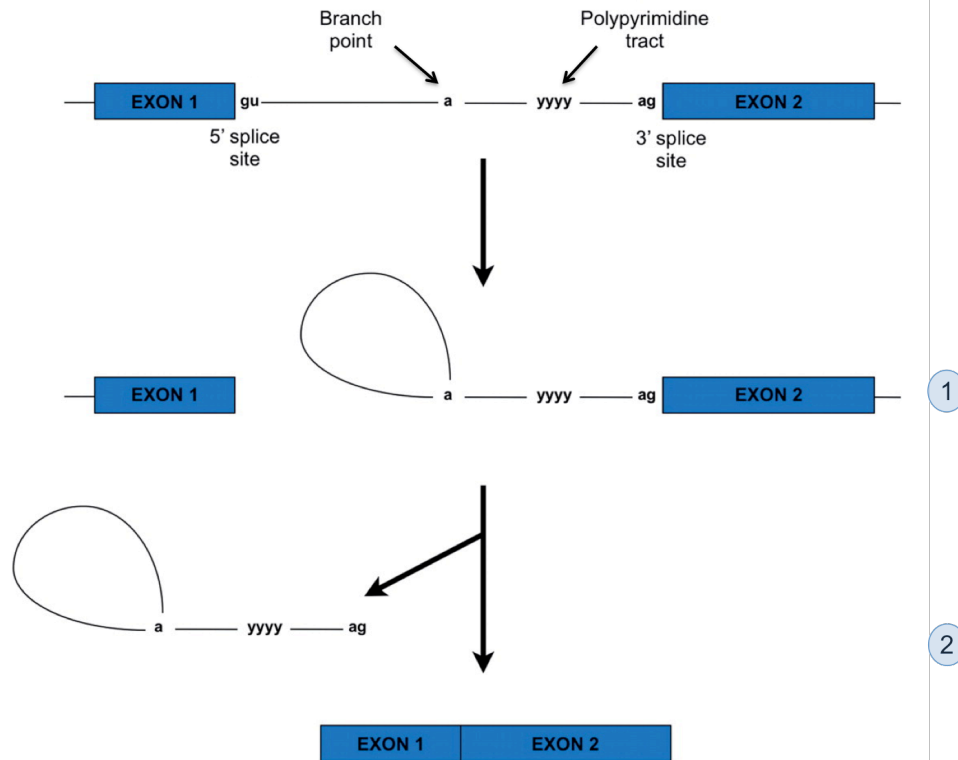 Branch
point
Polypyrimidine
tract
EXON 1 gu a yyyy ag EXON 2
5' splice
site
3' splice
site
EXON 1 a yyyy ag EXON 2
1
a yyyy ag
2
EXON 1 EXON 2